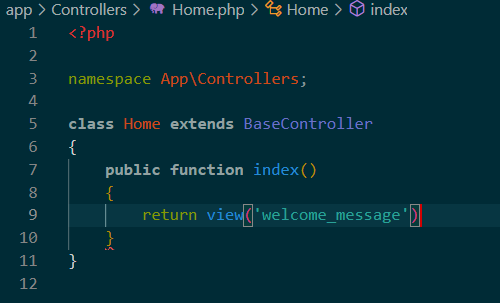 app > Controllers > Home.php > Home > index
1 <?php
2
3 namespace App\Controllers;
4
5 class Home extends BaseController
6 {
7     public function index()
8     {
9         return view('welcome_message')
10     }
11 }
12